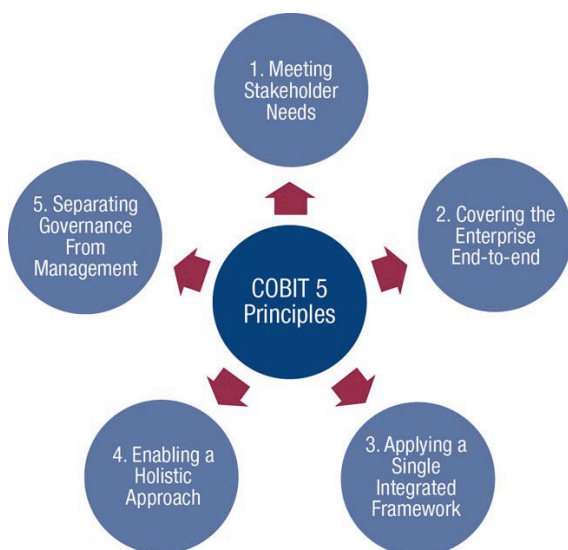 1. Meeting
Stakeholder
Needs
2. Covering the
Enterprise
End-to-end
3. Applying a
Single
Integrated
Framework
4. Enabling a
Holistic
Approach
5. Separating
Governance
From
Management
COBIT 5
Principles